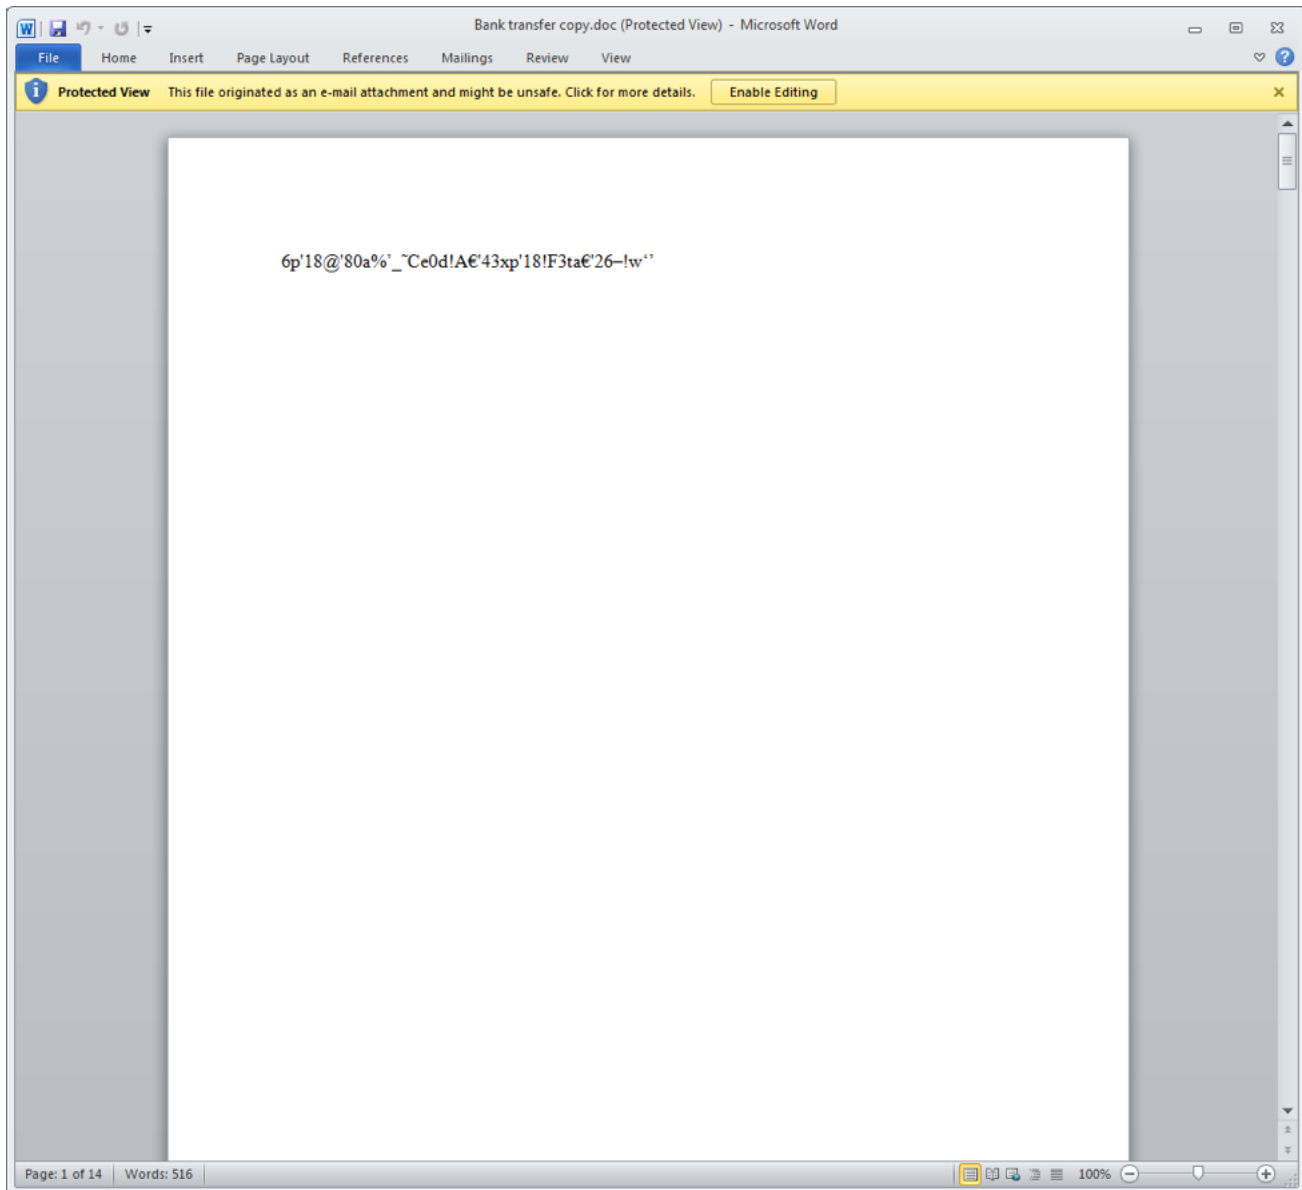 Bank transfer copy.doc (Protected View) - Microsoft Word
File Home Insert Page Layout References Mailings Review View
Protected View This file originated as an e-mail attachment and might be unsafe. Click for more details. Enable Editing
6p'18@'80a%'_˜Ce0d!A€'43xp'18!F3ta€'26–!w‘’
Page: 1 of 14 Words: 516 100%